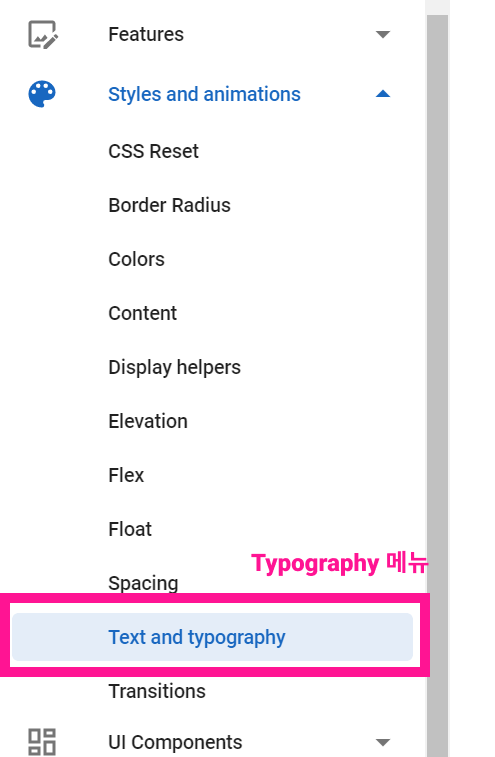 Features
Styles and animations
CSS Reset
Border Radius
Colors
Content
Display helpers
Elevation
Flex
Float
Typography 메뉴
Spacing
Text and typography
Transitions
UI Components